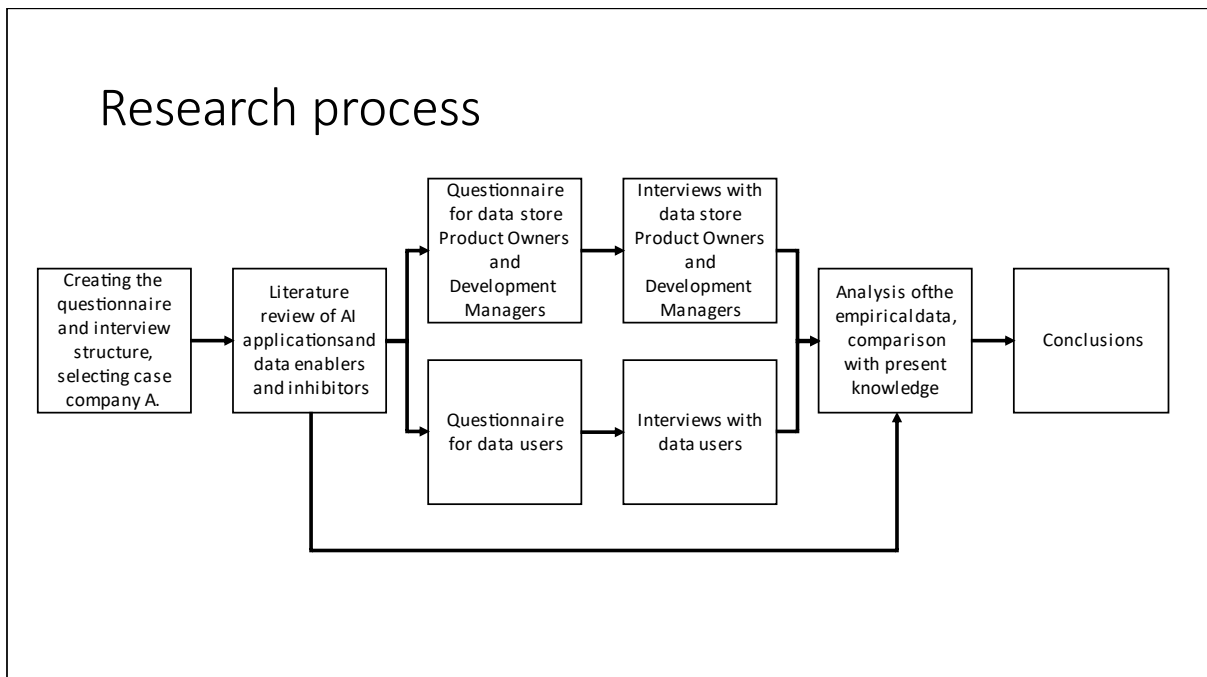 Research process
Creating the
questionnaire
and interview
structure,
selecting case
company A.
Literature
review of AI
applicationsand
data enablers
and inhibitors
Questionnaire
for data store
Product Owners
and
Development
Managers
Interviews with
data store
Product Owners
and
Development
Managers
Questionnaire
for data users
Interviews with
data users
Analysis ofthe
empirical data,
comparison
with present
knowledge
Conclusions